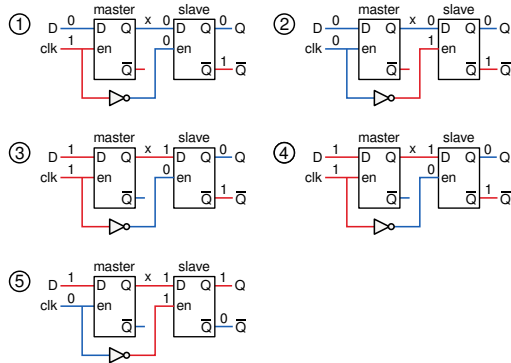 1 master slave
D 0 D Q x 0 D Q 0 Q
clk 1 en 0 en
Q Q 1 Q
2 master slave
D 0 D Q x 0 D Q 0 Q
clk 0 en 1 en
Q Q 1 Q
3 master slave
D 1 D Q x 1 D Q 0 Q
clk 1 en 0 en
Q Q 1 Q
4 master slave
D 1 D Q x 1 D Q 0 Q
clk 1 en 0 en
Q Q 1 Q
5 master slave
D 1 D Q x 1 D Q 1 Q
clk 0 en 1 en
Q Q 0 Q